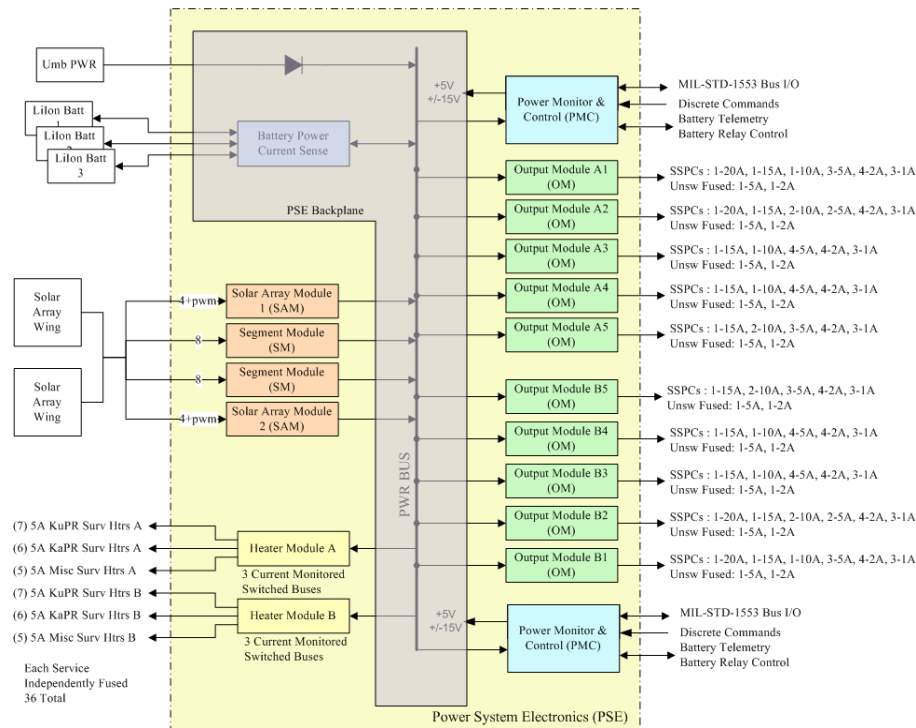 Umb PWR
LiIon Batt
1
LiIon Batt
2
LiIon Batt
3
Battery Power
Current Sense
PSE Backplane
+5V
+/-15V
Power Monitor &
Control (PMC)
MIL-STD-1553 Bus I/O
Discrete Commands
Battery Telemetry
Battery Relay Control
Output Module A1
(OM)
SSPCs : 1-20A, 1-15A, 1-10A, 3-5A, 4-2A, 3-1A
Unsw Fused: 1-5A, 1-2A
Output Module A2
(OM)
SSPCs : 1-20A, 1-15A, 2-10A, 2-5A, 4-2A, 3-1A
Unsw Fused: 1-5A, 1-2A
Output Module A3
(OM)
SSPCs : 1-15A, 1-10A, 4-5A, 4-2A, 3-1A
Unsw Fused: 1-5A, 1-2A
Output Module A4
(OM)
SSPCs : 1-15A, 1-10A, 4-5A, 4-2A, 3-1A
Unsw Fused: 1-5A, 1-2A
Output Module A5
(OM)
SSPCs : 1-15A, 2-10A, 3-5A, 4-2A, 3-1A
Unsw Fused: 1-5A, 1-2A
Solar
Array
Wing
Solar
Array
Wing
4+pwm
Solar Array Module
1 (SAM)
8
Segment Module
(SM)
8
Segment Module
(SM)
4+pwm
Solar Array Module
2 (SAM)
PWR BUS
Output Module B5
(OM)
SSPCs : 1-15A, 2-10A, 3-5A, 4-2A, 3-1A
Unsw Fused: 1-5A, 1-2A
Output Module B4
(OM)
SSPCs : 1-15A, 1-10A, 4-5A, 4-2A, 3-1A
Unsw Fused: 1-5A, 1-2A
Output Module B3
(OM)
SSPCs : 1-15A, 1-10A, 4-5A, 4-2A, 3-1A
Unsw Fused: 1-5A, 1-2A
Output Module B2
(OM)
SSPCs : 1-20A, 1-15A, 2-10A, 2-5A, 4-2A, 3-1A
Unsw Fused: 1-5A, 1-2A
Output Module B1
(OM)
SSPCs : 1-20A, 1-15A, 1-10A, 3-5A, 4-2A, 3-1A
Unsw Fused: 1-5A, 1-2A
(7) 5A KuPR Surv Htrs A
(6) 5A KaPR Surv Htrs A
(5) 5A Misc Surv Htrs A
Heater Module A
3 Current Monitored
Switched Buses
(7) 5A KuPR Surv Htrs B
(6) 5A KaPR Surv Htrs B
(5) 5A Misc Surv Htrs B
Heater Module B
3 Current Monitored
Switched Buses
+5V
+/-15V
Power Monitor &
Control (PMC)
MIL-STD-1553 Bus I/O
Discrete Commands
Battery Telemetry
Battery Relay Control
Each Service
Independently Fused
36 Total
Power System Electronics (PSE)